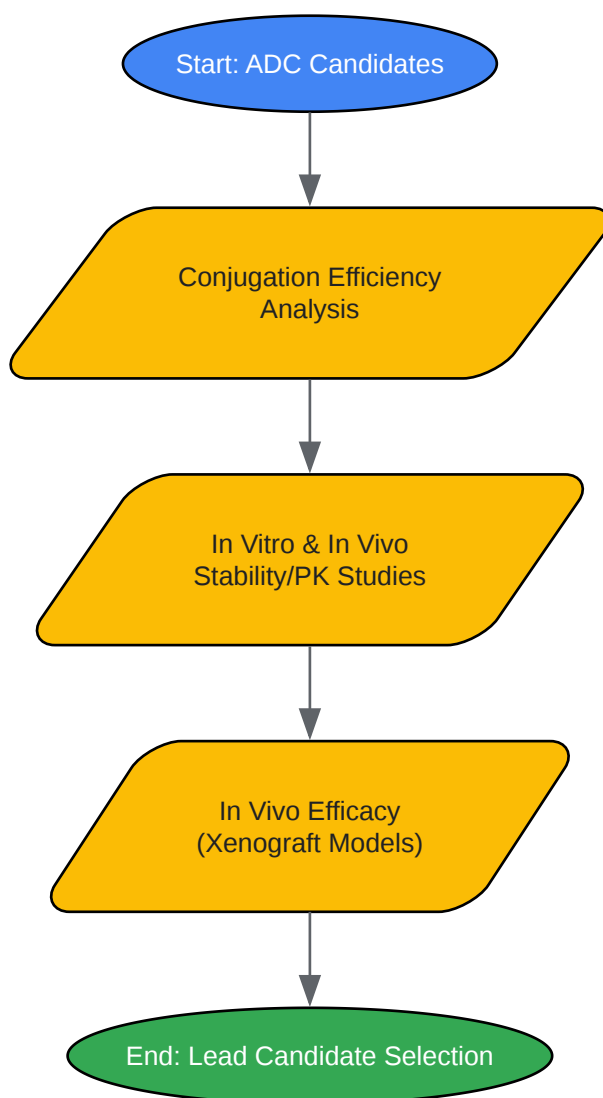 Start: ADC Candidates
Conjugation Efficiency
Analysis
In Vitro & In Vivo
Stability/PK Studies
In Vivo Efficacy
(Xenograft Models)
End: Lead Candidate Selection